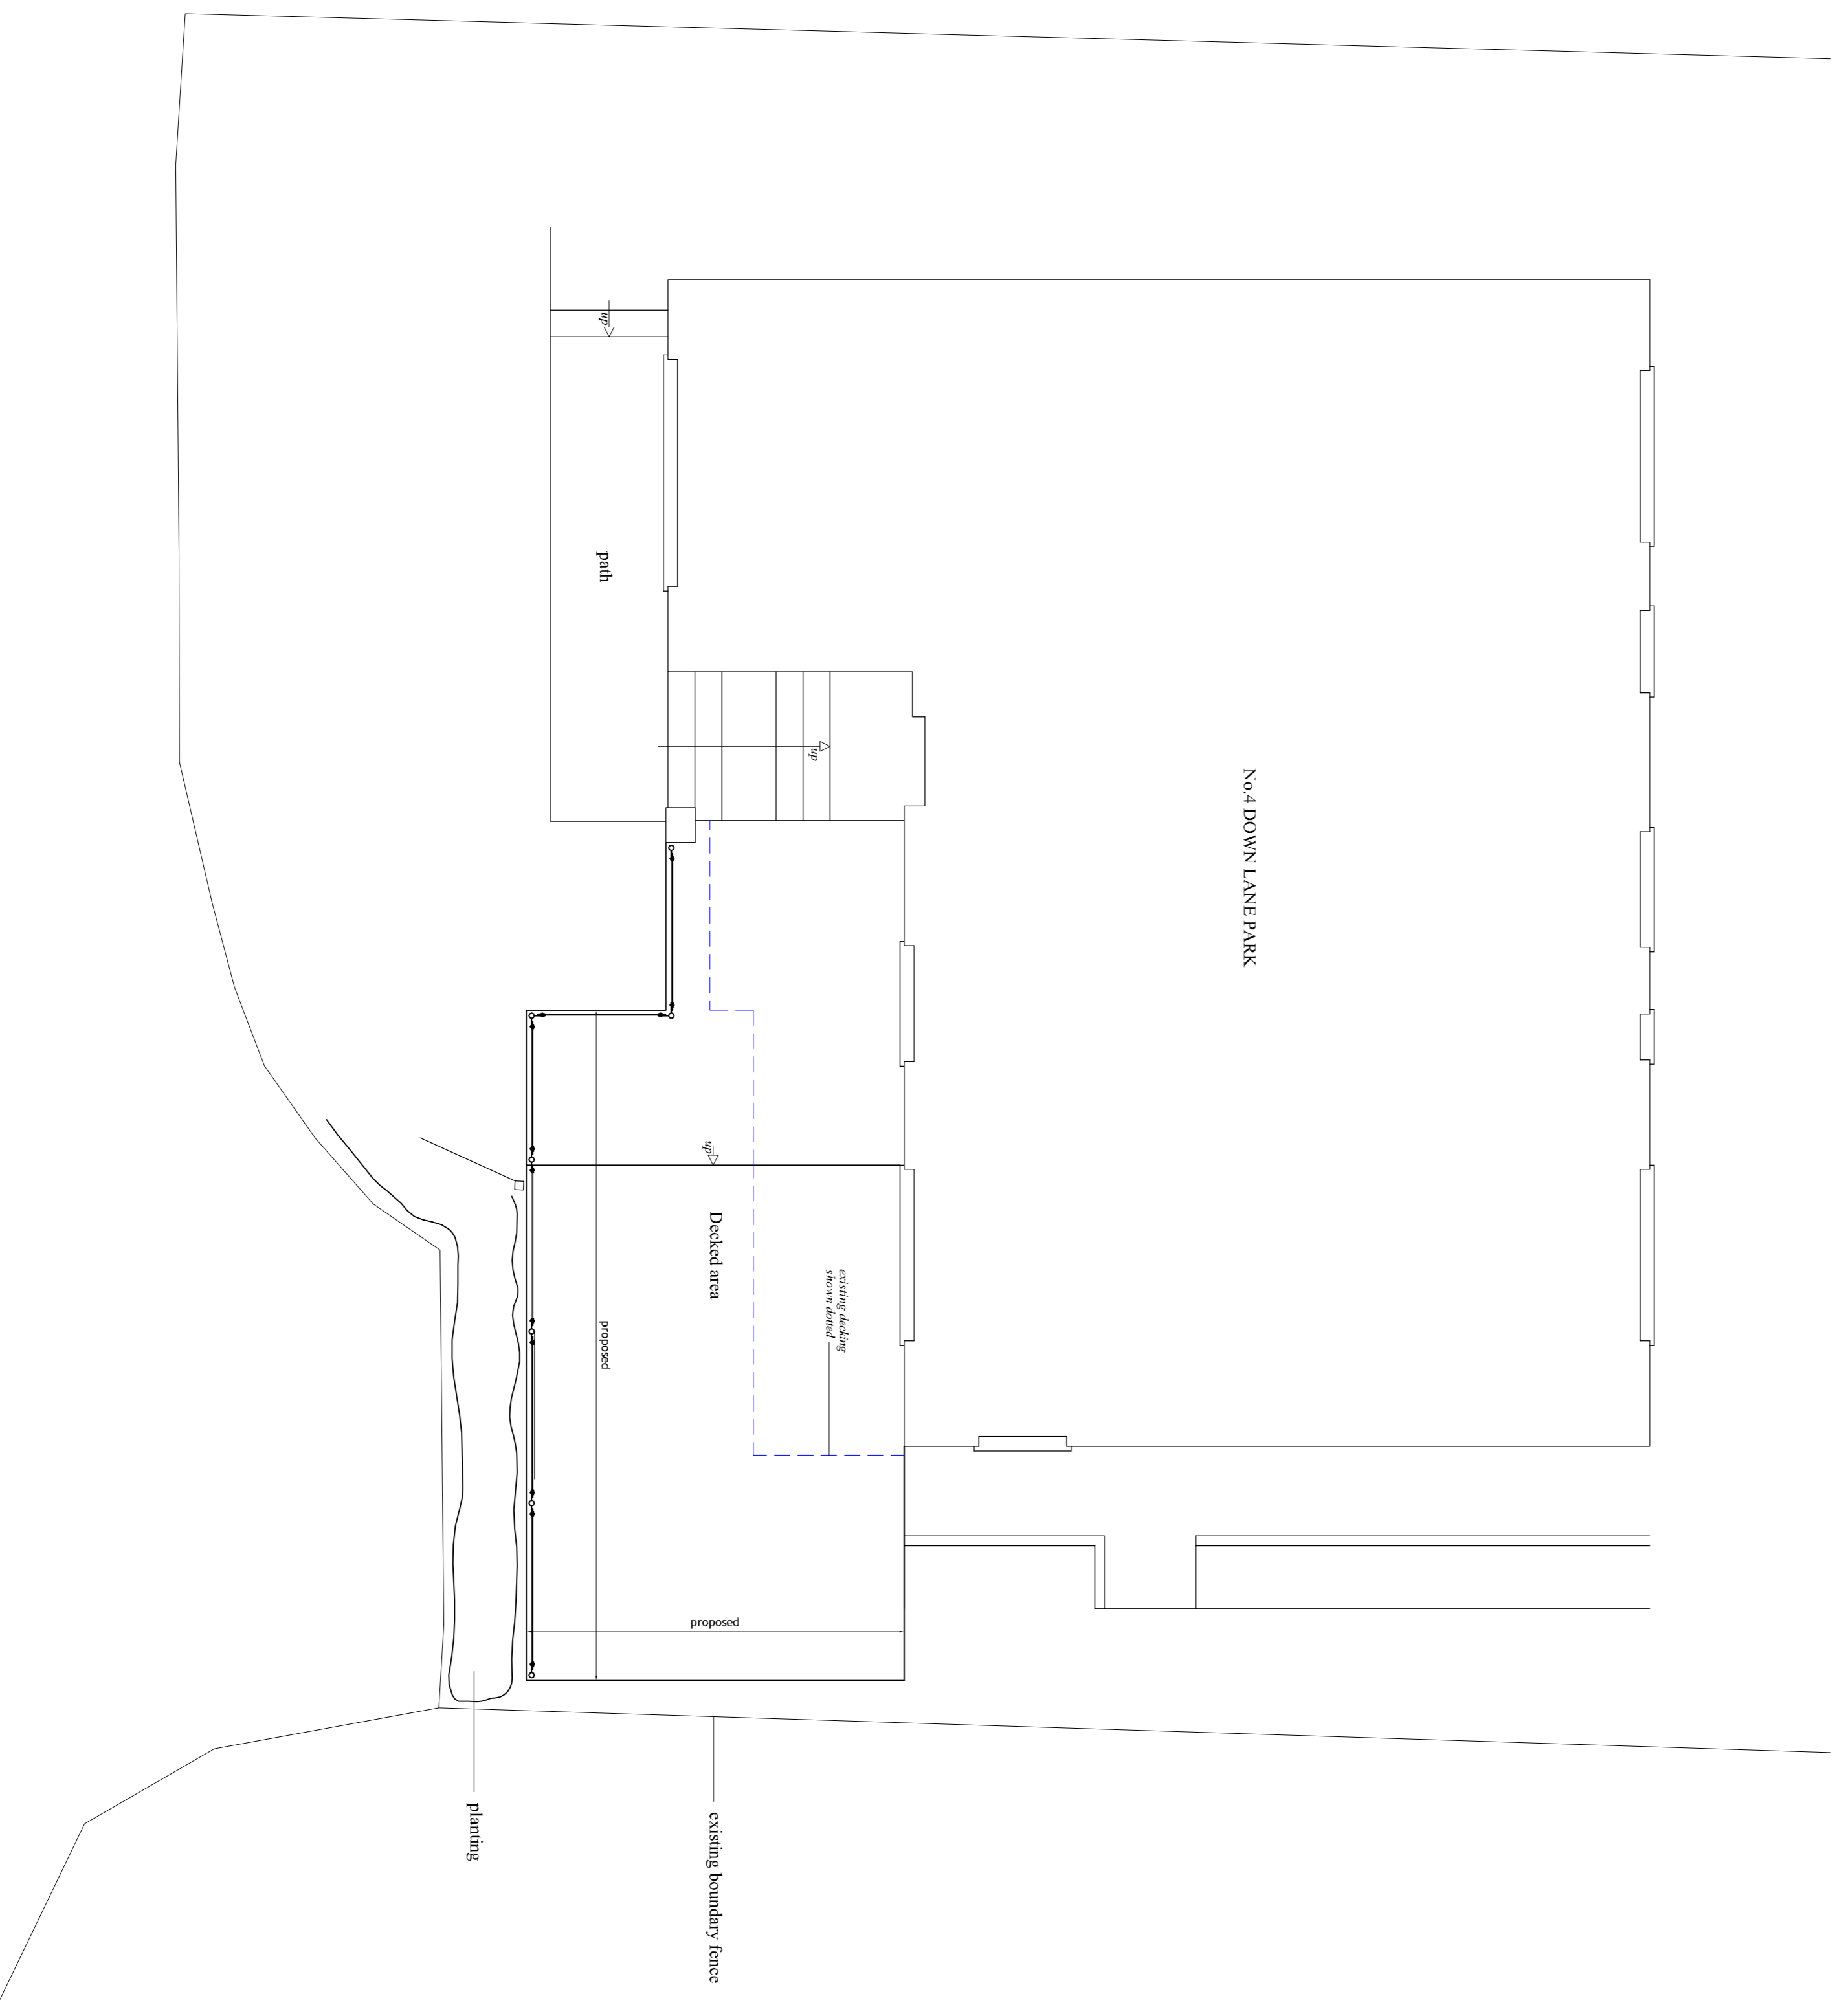 up
path
up
No.4 DOWN LANE PARK
up
Decked area
existing decking
shown dotted
proposed
proposed
planting
existing boundary fence